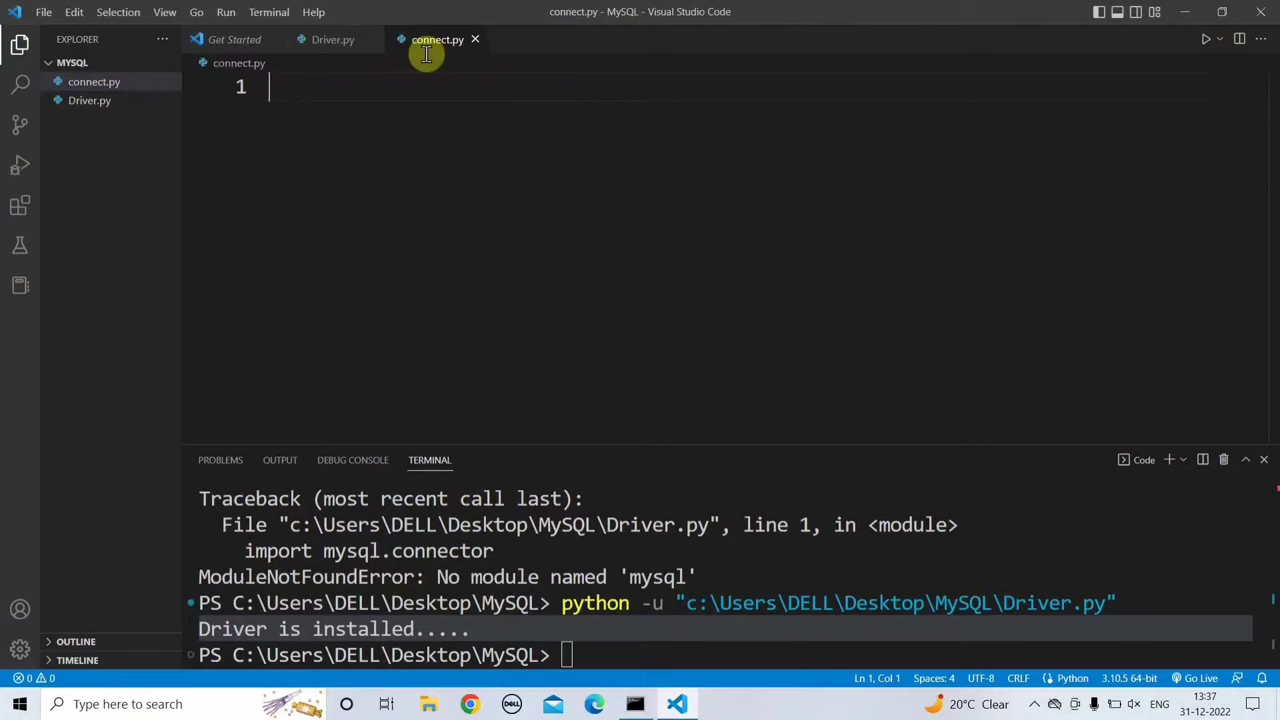 File Edit Selection View Go Run Terminal Help
connect.py - MySQL - Visual Studio Code
EXPLORER
Get Started
Driver.py
connect.py
MYSQL
connect.py
connect.py
Driver.py
1
PROBLEMS OUTPUT DEBUG CONSOLE TERMINAL
Code
Traceback (most recent call last):
File "c:\Users\DELL\Desktop\MySQL\Driver.py", line 1, in <module>
import mysql.connector
ModuleNotFoundError: No module named 'mysql'
PS C:\Users\DELL\Desktop\MySQL> python -u "c:\Users\DELL\Desktop\MySQL\Driver.py"
Driver is installed.....
PS C:\Users\DELL\Desktop\MySQL>
OUTLINE
TIMELINE
0 0
Ln 1, Col 1 Spaces: 4 UTF-8 CRLF Python 3.10.5 64-bit Go Live
Type here to search
DELL
20°C Clear
ENG
13:37
31-12-2022
2